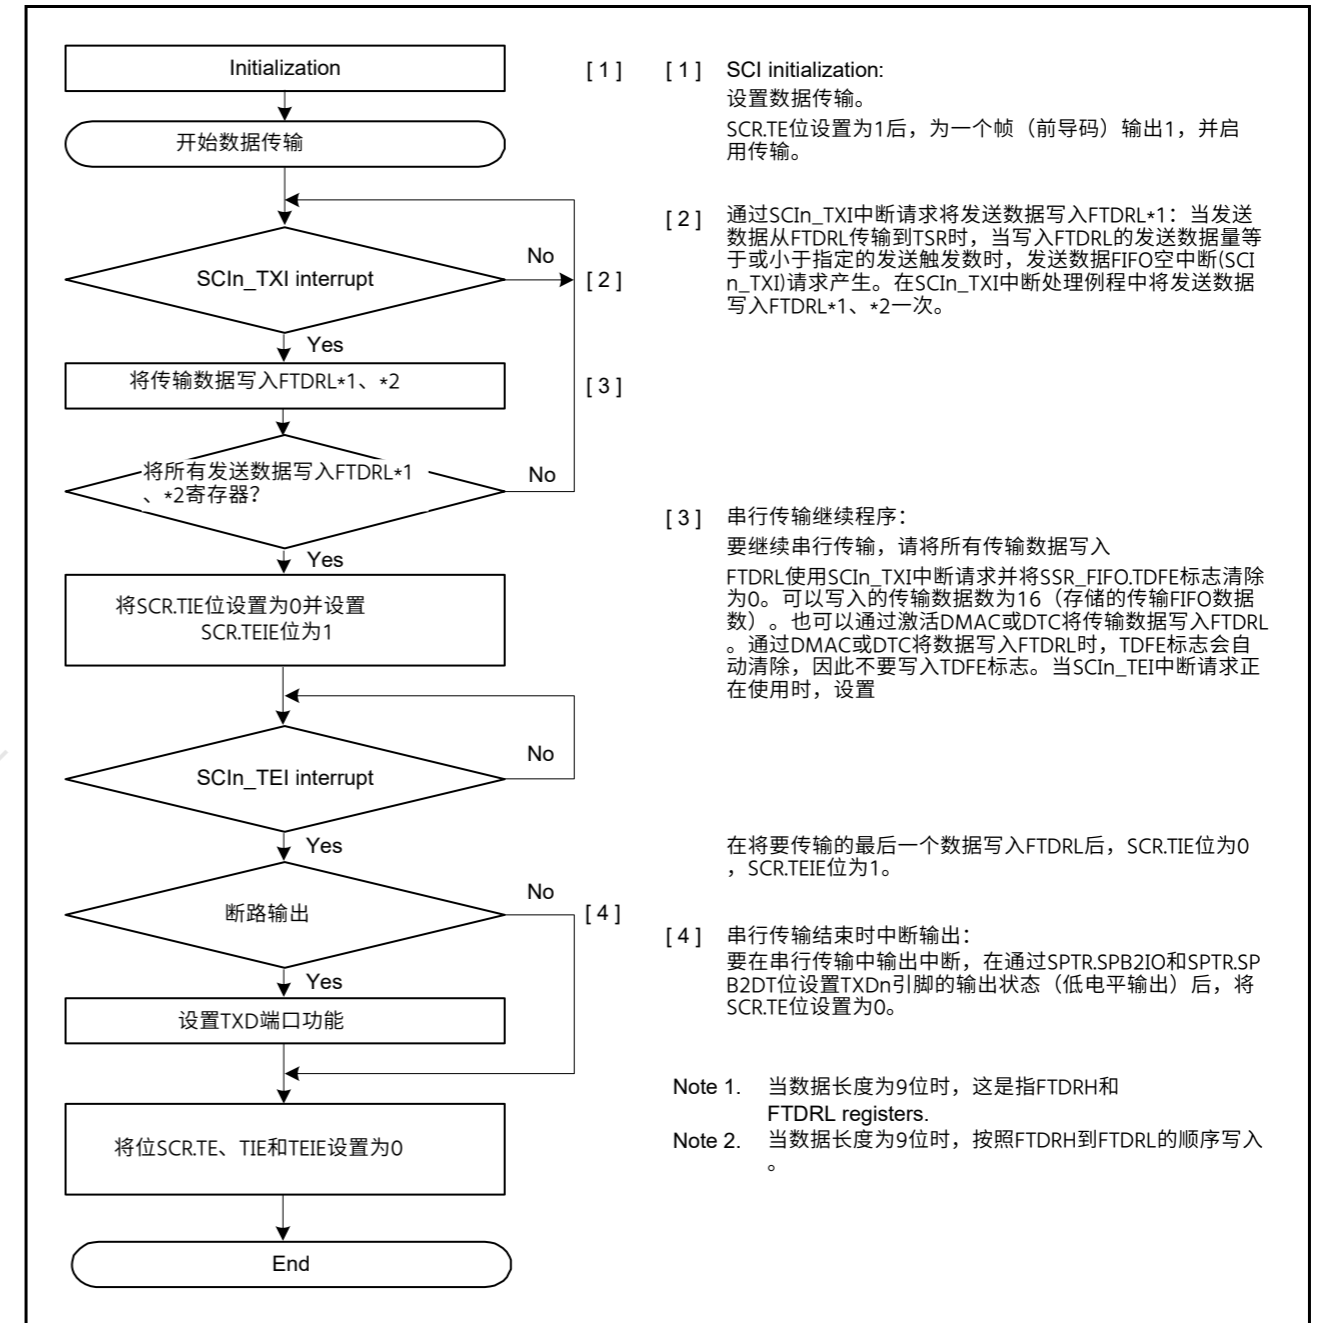 Initialization
[ 1 ]
开始数据传输
SCIn_TXI interrupt
No
[ 2 ]
Yes
将传输数据写入FTDRL*1、*2
[ 3 ]
将所有发送数据写入FTDRL*1
、*2寄存器？
No
Yes
将SCR.TIE位设置为0并设置
SCR.TEIE位为1
SCIn_TEI interrupt
No
Yes
断路输出
No
[ 4 ]
Yes
设置TXD端口功能
将位SCR.TE、TIE和TEIE设置为0
End
[ 1 ] SCI initialization:
设置数据传输。
SCR.TE位设置为1后，为一个帧（前导码）输出1，并启
用传输。
[ 2 ] 通过SCIn_TXI中断请求将发送数据写入FTDRL*1：当发送
数据从FTDRL传输到TSR时，当写入FTDRL的发送数据量等
于或小于指定的发送触发数时，发送数据FIFO空中断(SCI
n_TXI)请求产生。在SCIn_TXI中断处理例程中将发送数据
写入FTDRL*1、*2一次。
[ 3 ] 串行传输继续程序：
要继续串行传输，请将所有传输数据写入
FTDRL使用SCIn_TXI中断请求并将SSR_FIFO.TDFE标志清除
为0。可以写入的传输数据数为16（存储的传输FIFO数据
数）。也可以通过激活DMAC或DTC将传输数据写入FTDRL
。通过DMAC或DTC将数据写入FTDRL时，TDFE标志会自
动清除，因此不要写入TDFE标志。当SCIn_TEI中断请求正
在使用时，设置
在将要传输的最后一个数据写入FTDRL后，SCR.TIE位为0
，SCR.TEIE位为1。
[ 4 ] 串行传输结束时中断输出：
要在串行传输中输出中断，在通过SPTR.SPB2IO和SPTR.SP
B2DT位设置TXDn引脚的输出状态（低电平输出）后，将
SCR.TE位设置为0。
Note 1. 当数据长度为9位时，这是指FTDRH和
FTDRL registers.
Note 2. 当数据长度为9位时，按照FTDRH到FTDRL的顺序写入
。